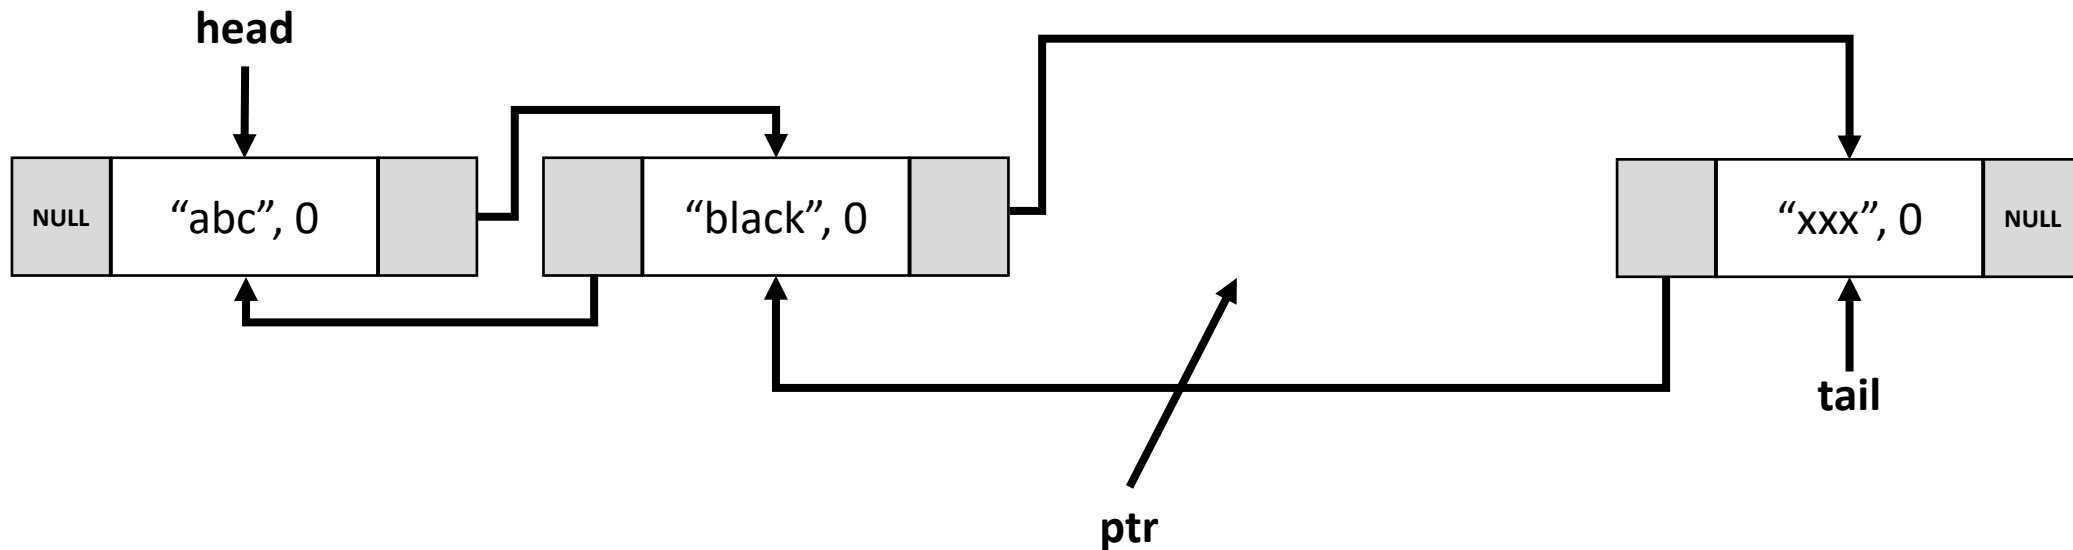 head
NULL “abc”, 0 “black”, 0 “xxx”, 0 NULL
tail
ptr